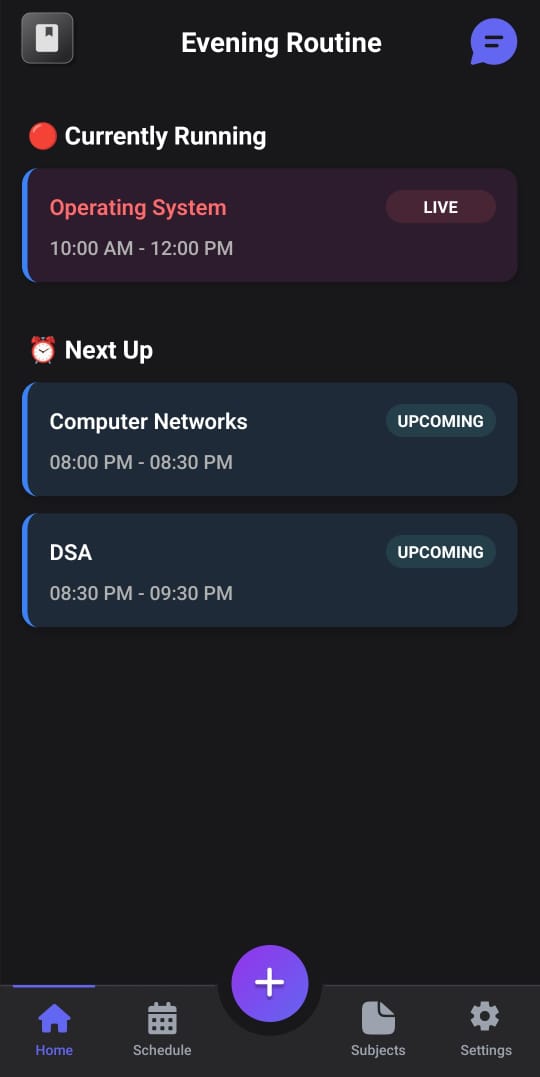 Evening Routine
🔴 Currently Running
Operating System
LIVE
10:00 AM - 12:00 PM
⏰ Next Up
Computer Networks
UPCOMING
08:00 PM - 08:30 PM
DSA
UPCOMING
08:30 PM - 09:30 PM
Home
Schedule
Subjects
Settings